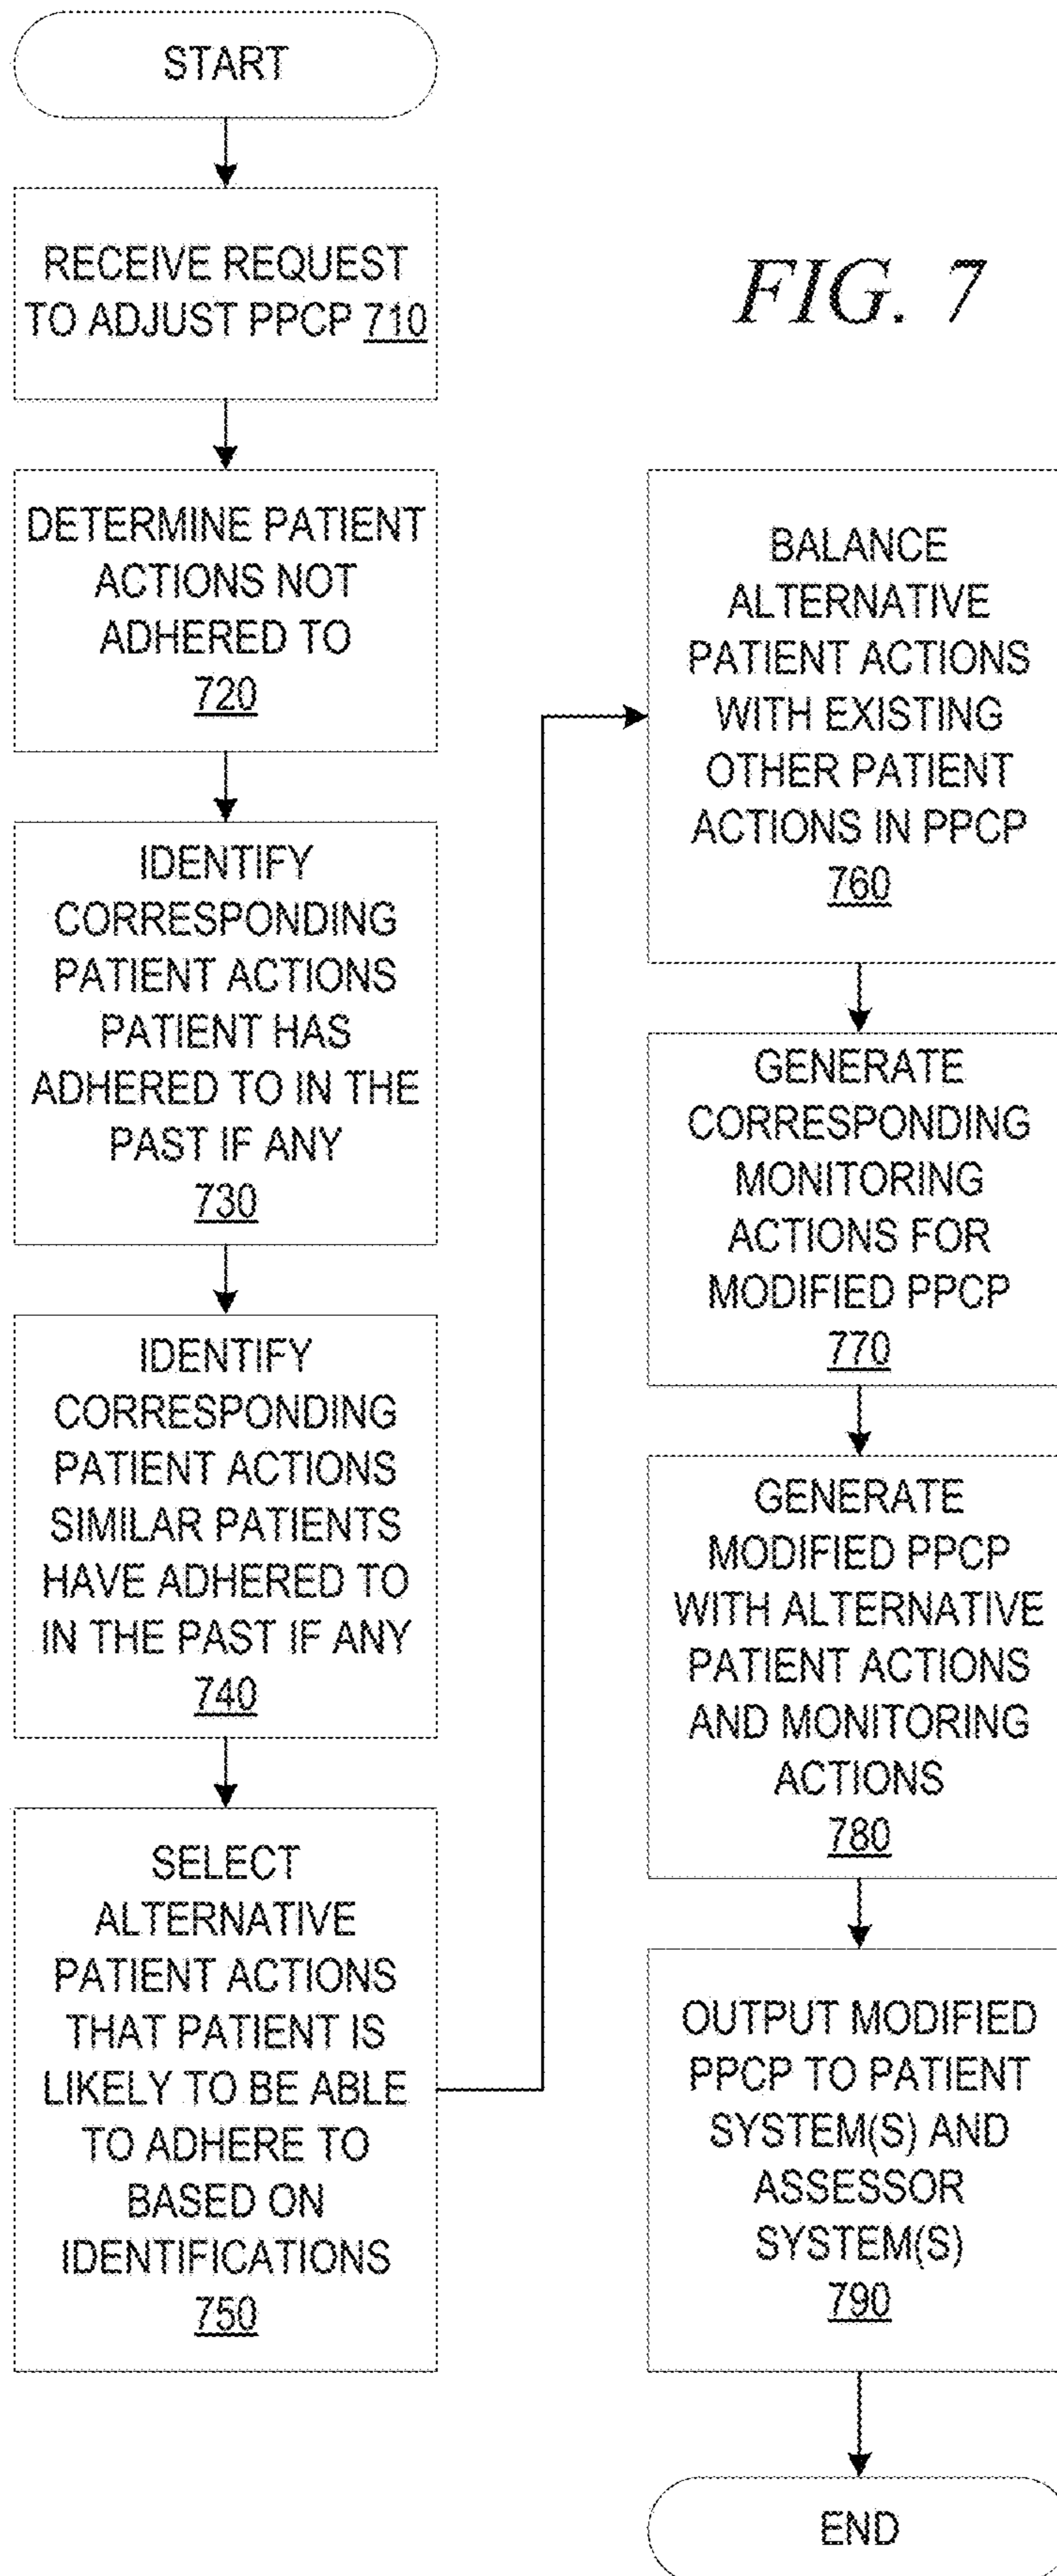 START
RECEIVE REQUEST
TO ADJUST PPCP 710
DETERMINE PATIENT
ACTIONS NOT
ADHERED TO
720
IDENTIFY
CORRESPONDING
PATIENT ACTIONS
PATIENT HAS
ADHERED TO IN THE
PAST IF ANY
730
IDENTIFY
CORRESPONDING
PATIENT ACTIONS
SIMILAR PATIENTS
HAVE ADHERED TO
IN THE PAST IF ANY
740
SELECT
ALTERNATIVE
PATIENT ACTIONS
THAT PATIENT IS
LIKELY TO BE ABLE
TO ADHERE TO
BASED ON
IDENTIFICATIONS
750
FIG. 7
BALANCE
ALTERNATIVE
PATIENT ACTIONS
WITH EXISTING
OTHER PATIENT
ACTIONS IN PPCP
760
GENERATE
CORRESPONDING
MONITORING
ACTIONS FOR
MODIFIED PPCP
770
GENERATE
MODIFIED PPCP
WITH ALTERNATIVE
PATIENT ACTIONS
AND MONITORING
ACTIONS
780
OUTPUT MODIFIED
PPCP TO PATIENT
SYSTEM(S) AND
ASSESSOR
SYSTEM(S)
790
END